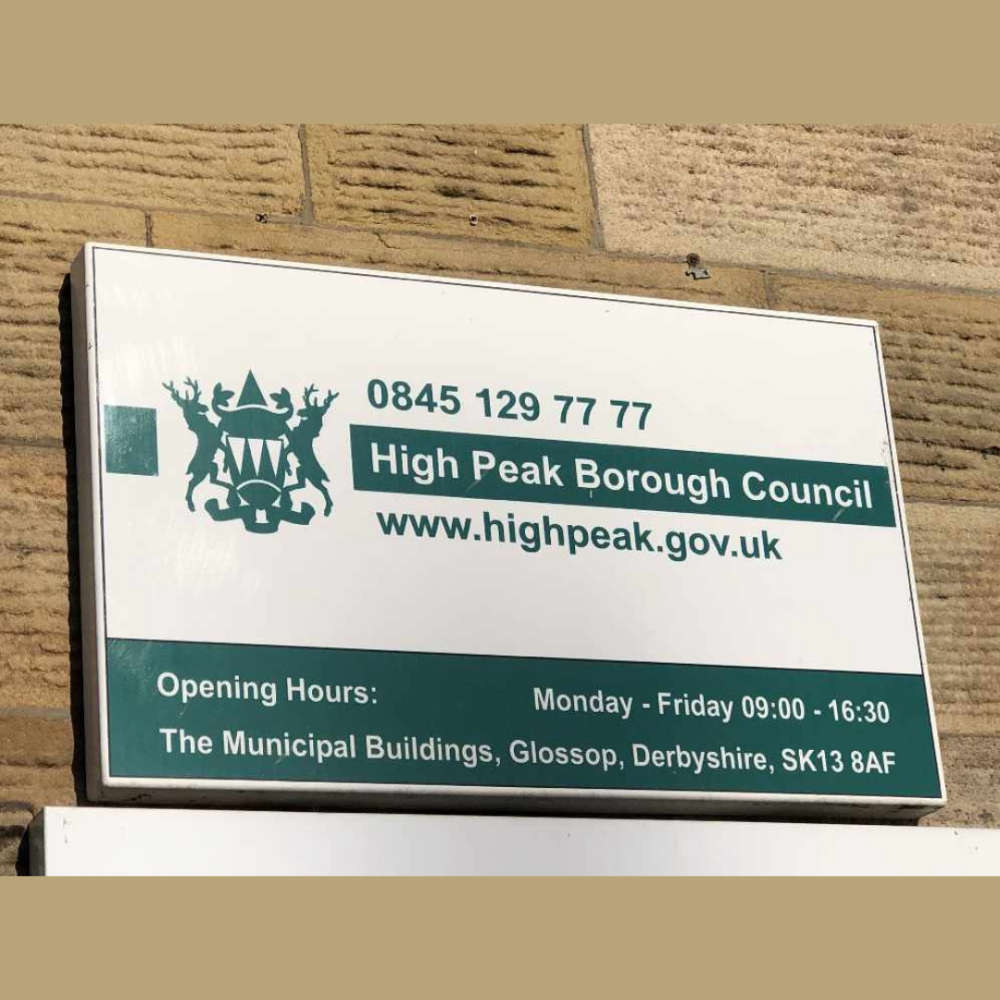 0845 129 77 77
High Peak Borough Council
www.highpeak.gov.uk
Opening Hours: Monday - Friday 09:00 - 16:30
The Municipal Buildings, Glossop, Derbyshire, SK13 8AF